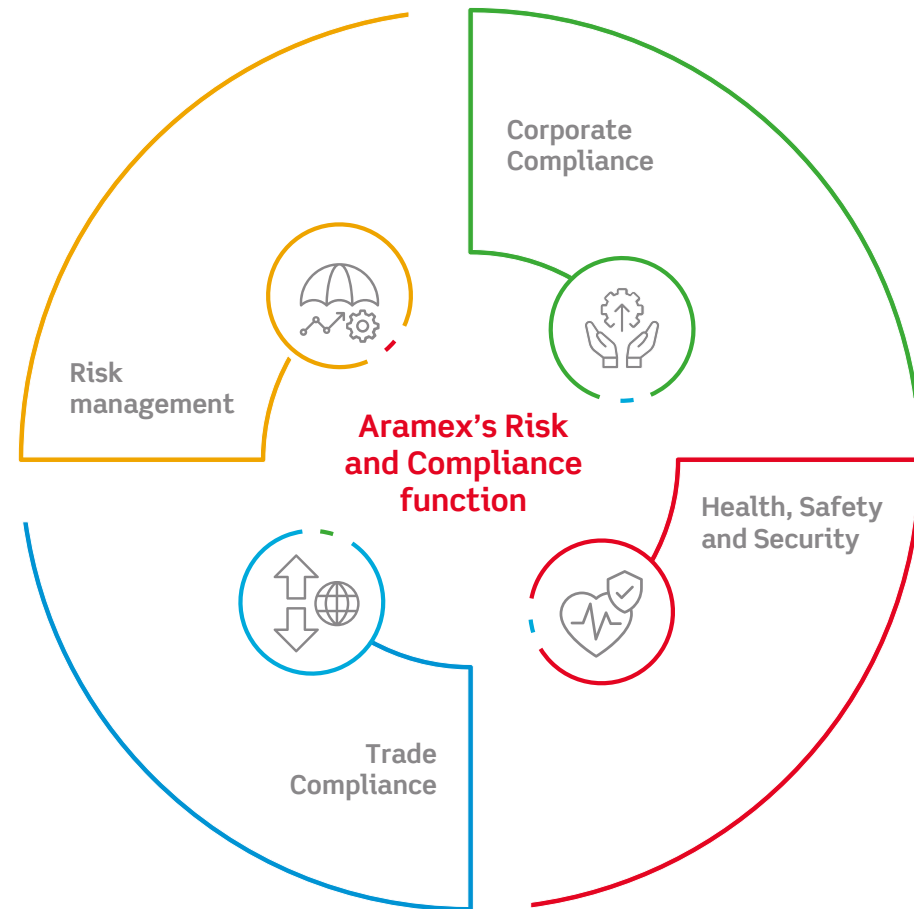 Corporate
Compliance
Risk
management
Aramex’s Risk
and Compliance
function
Health, Safety
and Security
Trade
Compliance